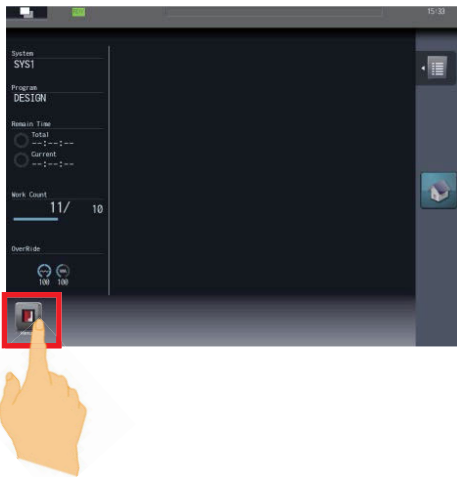 15:33
System
SYS1
Program
DESIGN
Remain Time
Total
--:--:--
Current
--:--:--
Work Count
11/ 10
OverRide
100 100